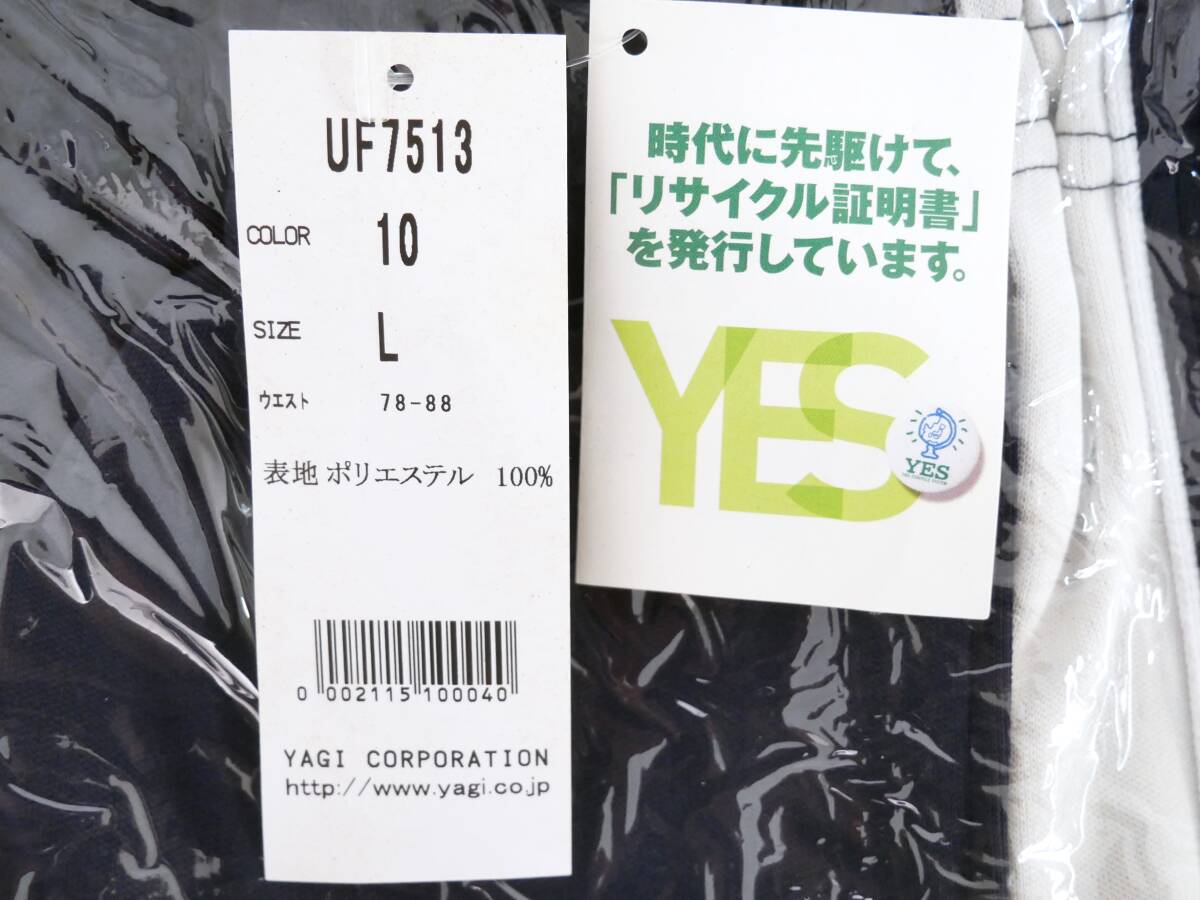 UF7513
COLOR 10
SIZE L
ウエスト 78-88
表地 ポリエステル 100%
0 002115 100040
YAGI CORPORATION
http://www.yagi.co.jp
時代に先駆けて、
「リサイクル証明書」
を発行しています。
YES
YES